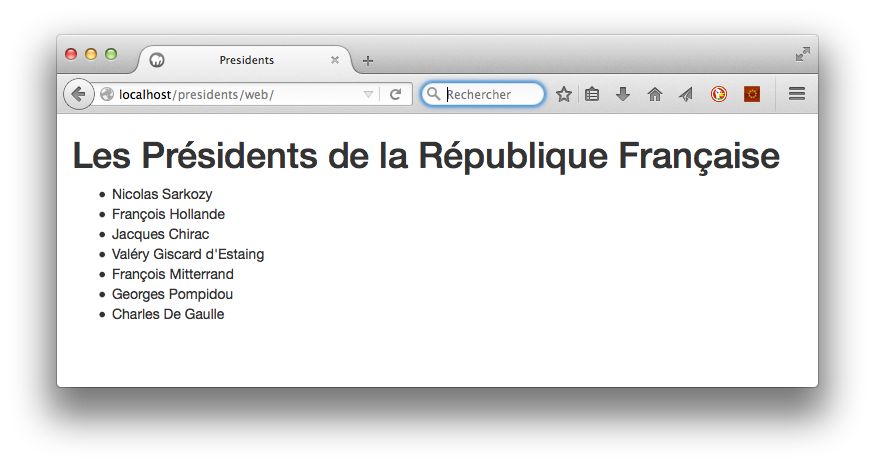 Presidents
localhost/presidents/web/
Rechercher
Les Présidents de la République Française
Nicolas Sarkozy
François Hollande
Jacques Chirac
Valéry Giscard d'Estaing
François Mitterrand
Georges Pompidou
Charles De Gaulle